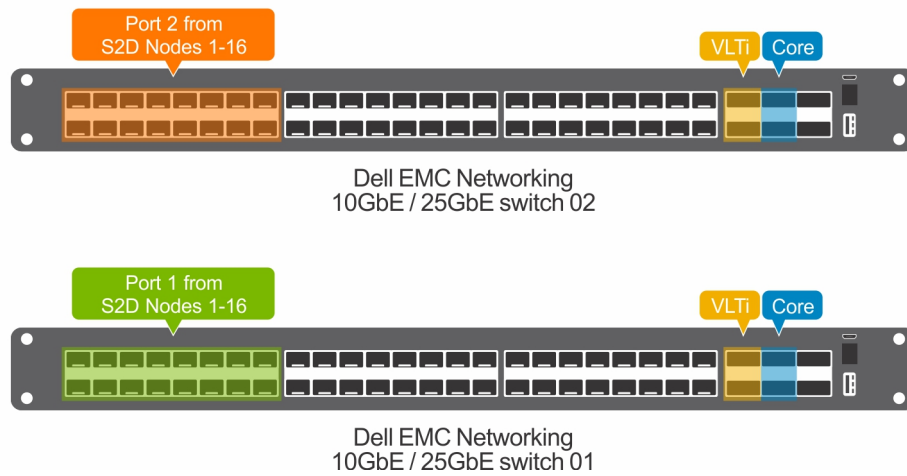 Port 2 from
S2D Nodes 1-16
VLTi
Core
Dell EMC Networking
10GbE / 25GbE switch 02
Port 1 from
S2D Nodes 1-16
VLTi
Core
Dell EMC Networking
10GbE / 25GbE switch 01